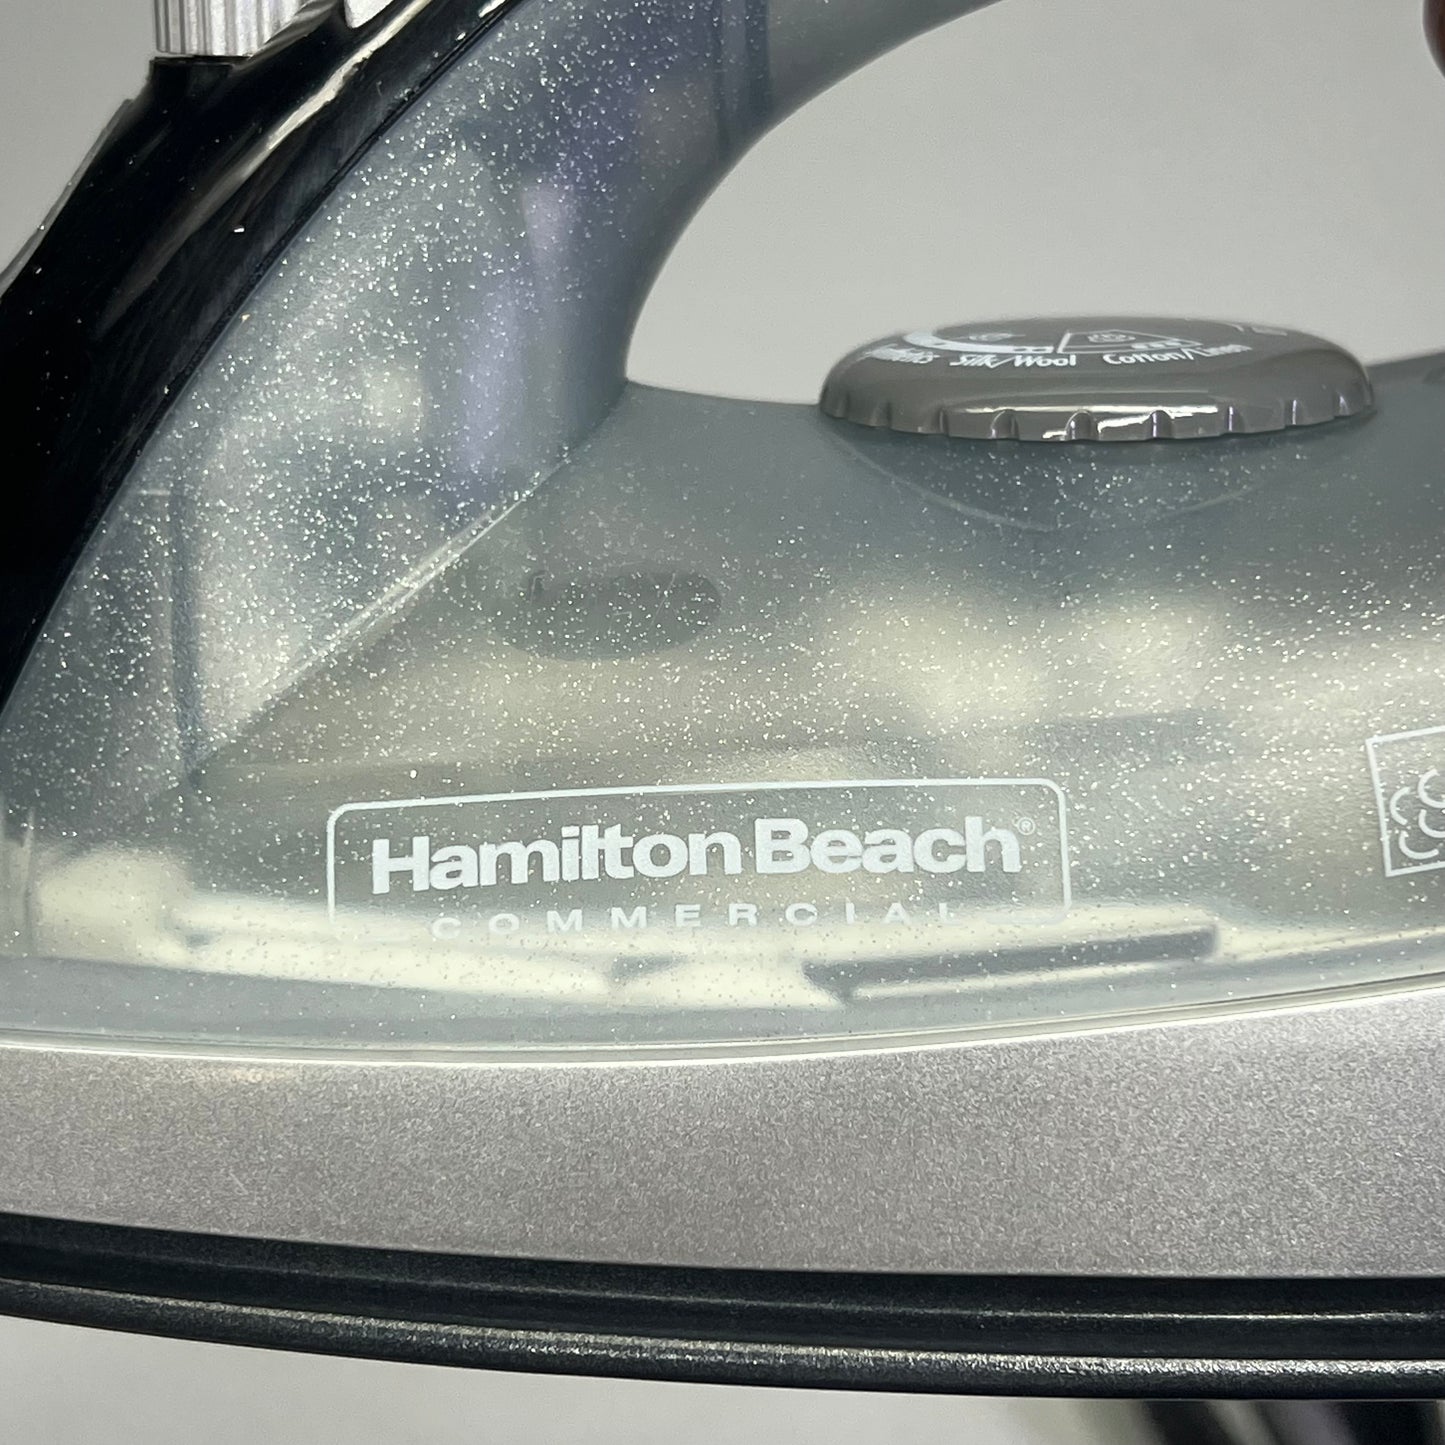 Silk/Wool Cotton/Linen
Hamilton Beach®
COMMERCIAL